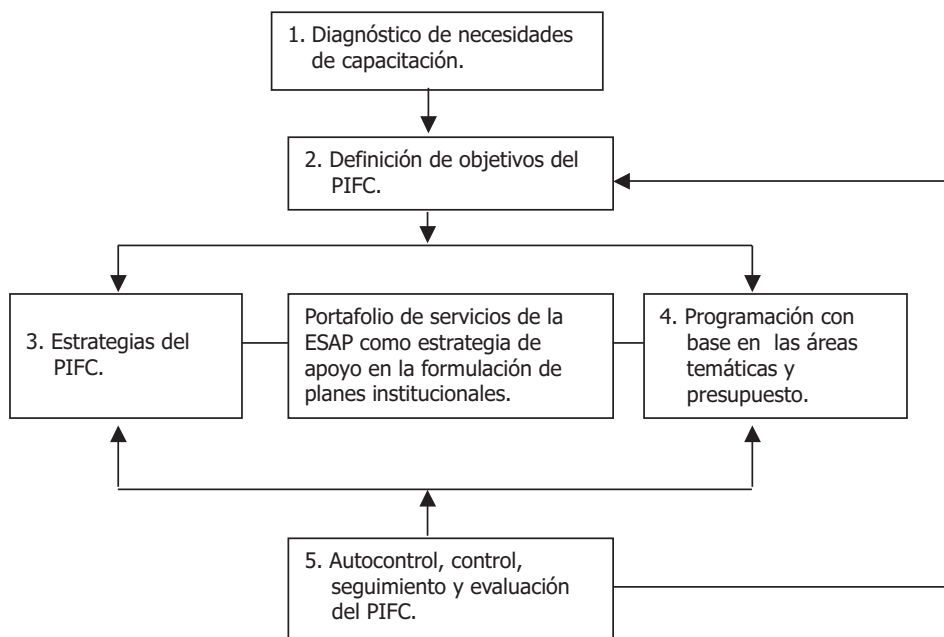 1. Diagnóstico de necesidades
de capacitación.
2. Definición de objetivos del
PIFC.
3. Estrategias del
PIFC.
Portafolio de servicios de la
ESAP como estrategia de
apoyo en la formulación de
planes institucionales.
4. Programación con
base en las áreas
temáticas y
presupuesto.
5. Autocontrol, control,
seguimiento y evaluación
del PIFC.